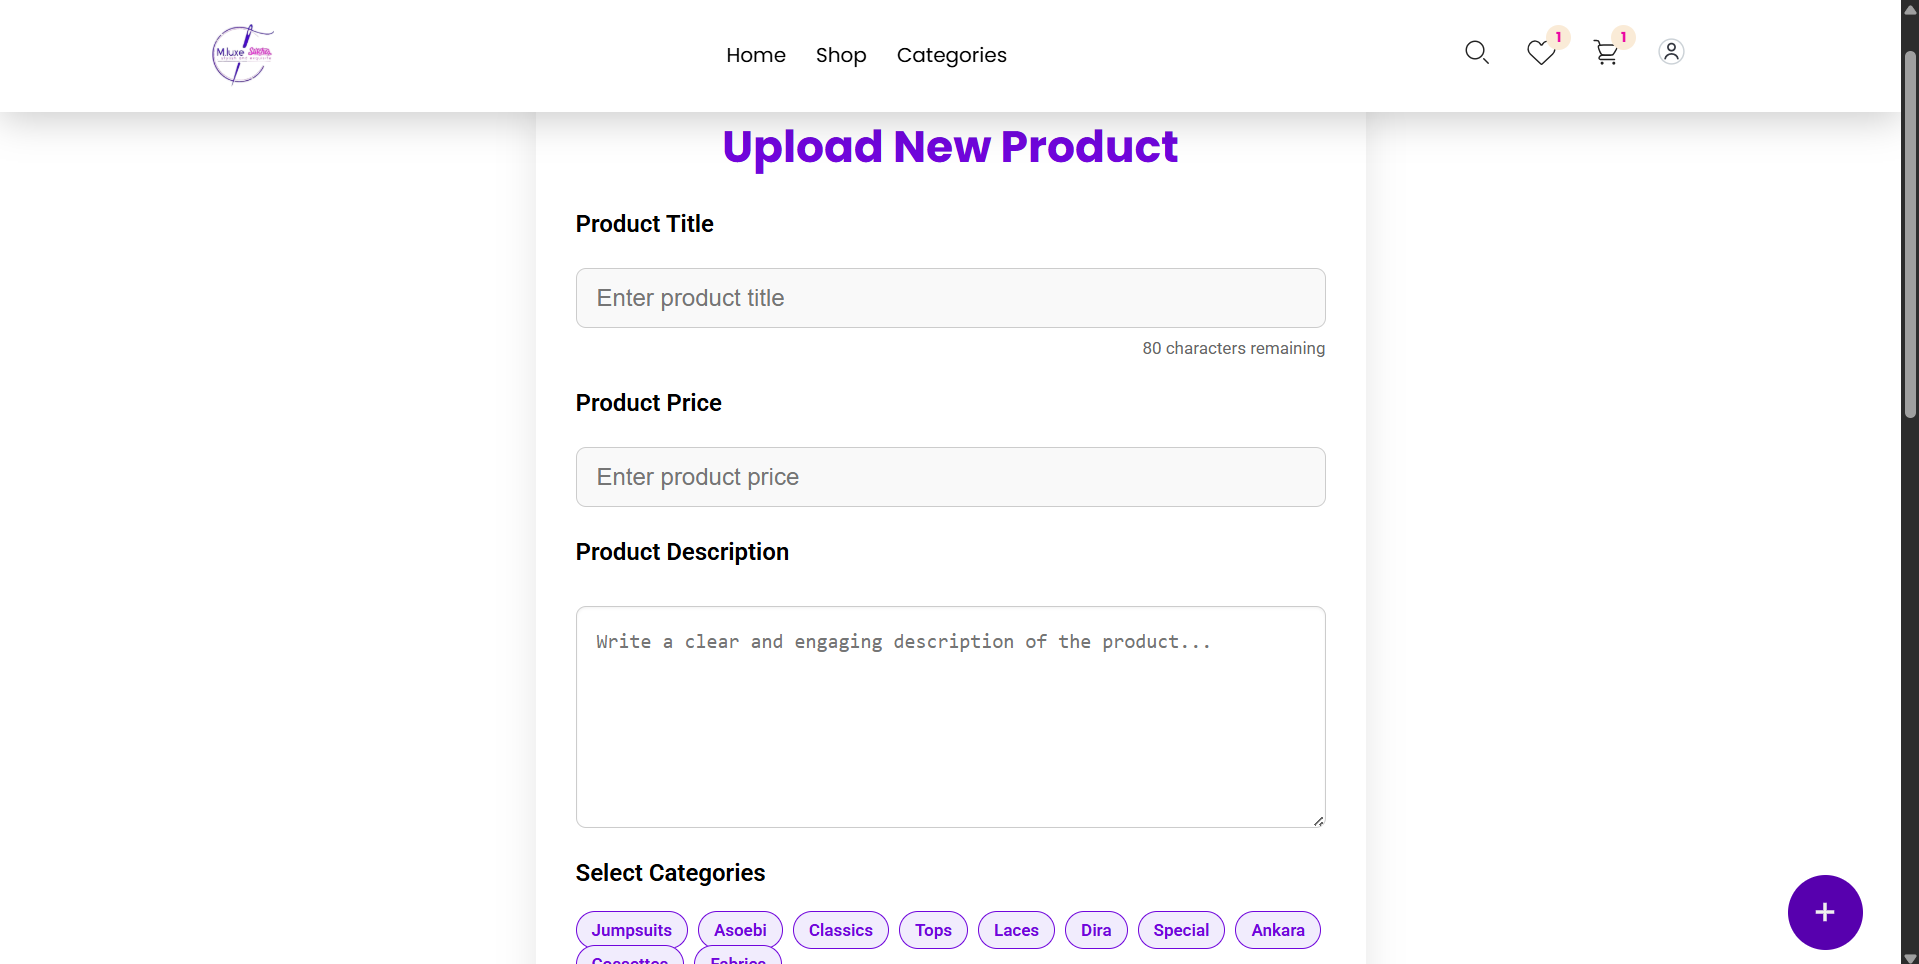 M.luxe
Home Shop Categories
1 1
Upload New Product
Product Title
Enter product title
80 characters remaining
Product Price
Enter product price
Product Description
Write a clear and engaging description of the product...
Select Categories
Jumpsuits Asoebi Classics Tops Laces Dira Special Ankara
Fabrics
+